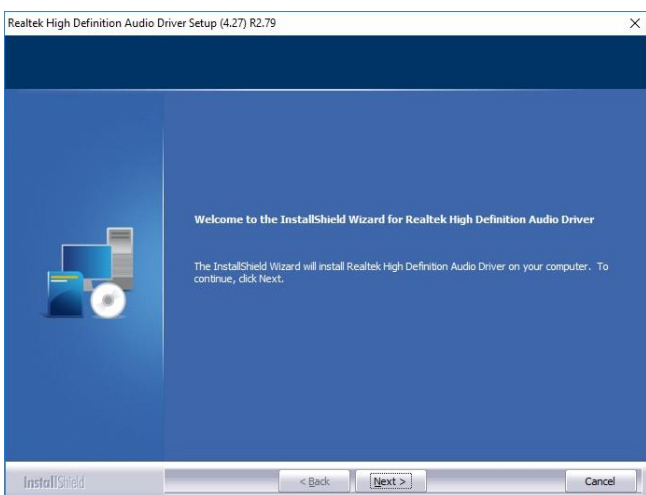 Realtek High Definition Audio Driver Setup (4.27) R2.79
Welcome to the InstallShield Wizard for Realtek High Definition Audio Driver
The InstallShield Wizard will install Realtek High Definition Audio Driver on your computer. To
continue, click Next.
InstallShield
< Back Next > Cancel